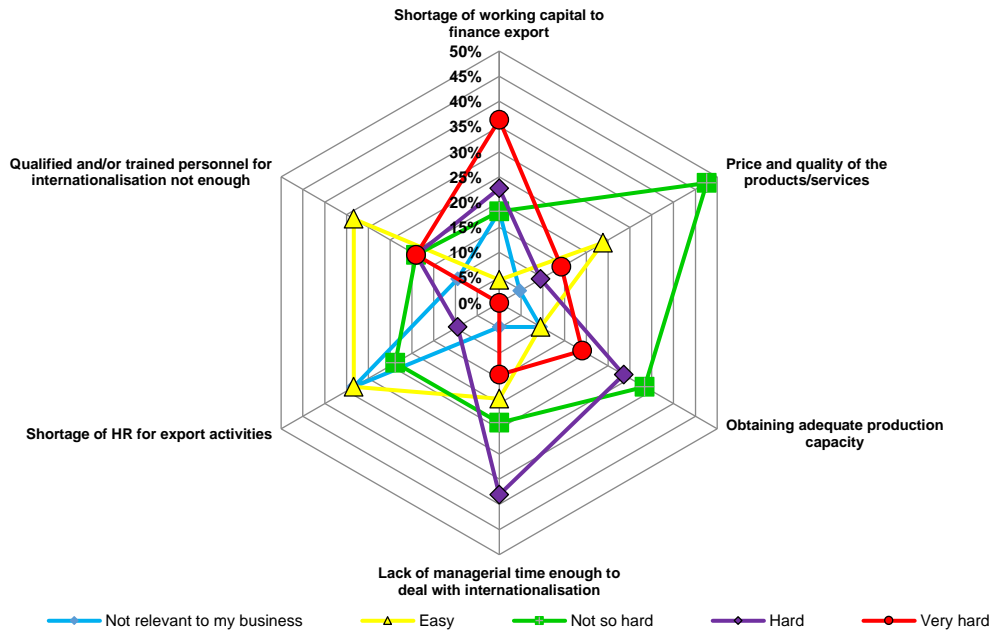 Shortage of working capital to
finance export
50%
45%
40%
35%
30%
25%
20%
15%
10%
5%
0%
Qualified and/or trained personnel for
internationalisation not enough
Price and quality of the
products/services
Shortage of HR for export activities
Obtaining adequate production
capacity
Lack of managerial time enough to
deal with internationalisation
Not relevant to my business
Easy
Not so hard
Hard
Very hard